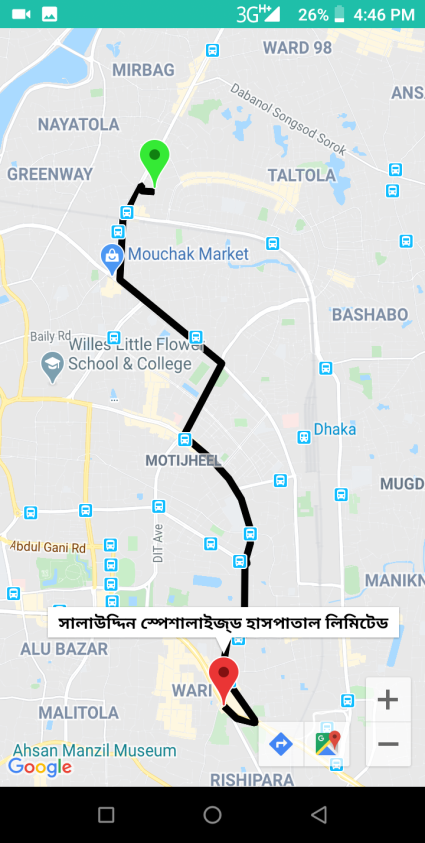 3G H+ 26% 4:46 PM
WARD 98
MIRBAG
Dabanol Songsod Sorok
ANS
NAYATOLA
GREENWAY
TALTOLA
Mouchak Market
BASHABO
Baily Rd
Willes Little Flower
School & College
Dhaka
MOTIJHEEL
MUGD
DIT Ave
Abdul Gani Rd
MANIKN
সালাউদ্দিন স্পেশালাইজ্ড হাসপাতাল লিমিটেড
ALU BAZAR
WARI
MALITOLA
Ahsan Manzil Museum
Google
RISHIPARA